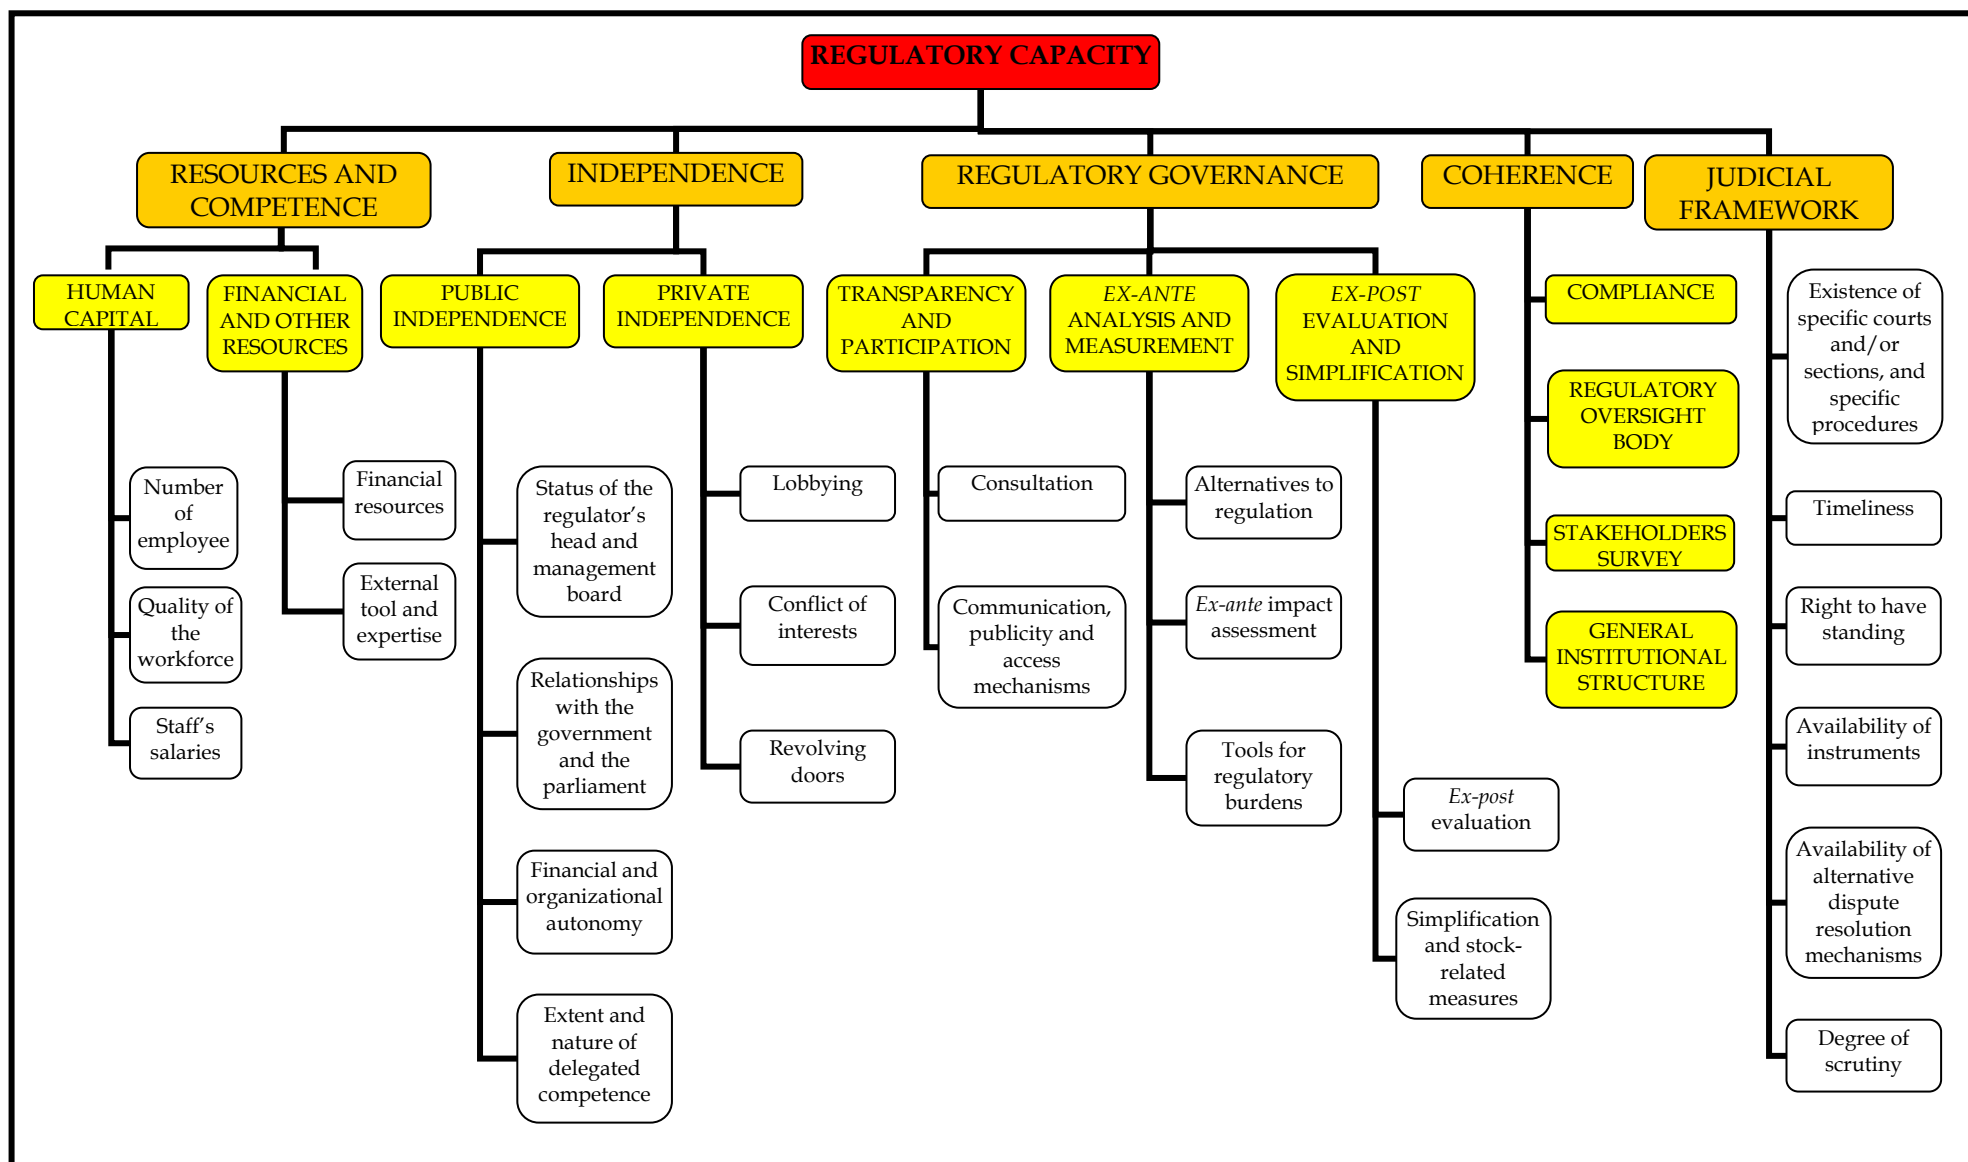 REGULATORY CAPACITY
RESOURCES AND
COMPETENCE
INDEPENDENCE
REGULATORY GOVERNANCE
COHERENCE
JUDICIAL
FRAMEWORK
HUMAN
CAPITAL
FINANCIAL
AND OTHER
RESOURCES
PUBLIC
INDEPENDENCE
PRIVATE
INDEPENDENCE
TRANSPARENCY
AND
PARTICIPATION
EX-ANTE
ANALYSIS AND
MEASUREMENT
EX-POST
EVALUATION
AND
SIMPLIFICATION
COMPLIANCE
REGULATORY
OVERSIGHT
BODY
STAKEHOLDERS
SURVEY
GENERAL
INSTITUTIONAL
STRUCTURE
Number
of
employee
Quality of
the
workforce
Staff's
salaries
Financial
resources
External
tool and
expertise
Status of the
regulator's
head and
management
board
Relationships
with the
government
and the
parliament
Financial and
organizational
autonomy
Extent and
nature of
delegated
competence
Lobbying
Conflict of
interests
Revolving
doors
Consultation
Communication,
publicity and
access
mechanisms
Alternatives to
regulation
Ex-ante impact
assessment
Tools for
regulatory
burdens
Ex-post
evaluation
Simplification
and stock-
related
measures
Existence of
specific courts
and/or
sections, and
specific
procedures
Timeliness
Right to have
standing
Availability of
instruments
Availability of
alternative
dispute
resolution
mechanisms
Degree of
scrutiny